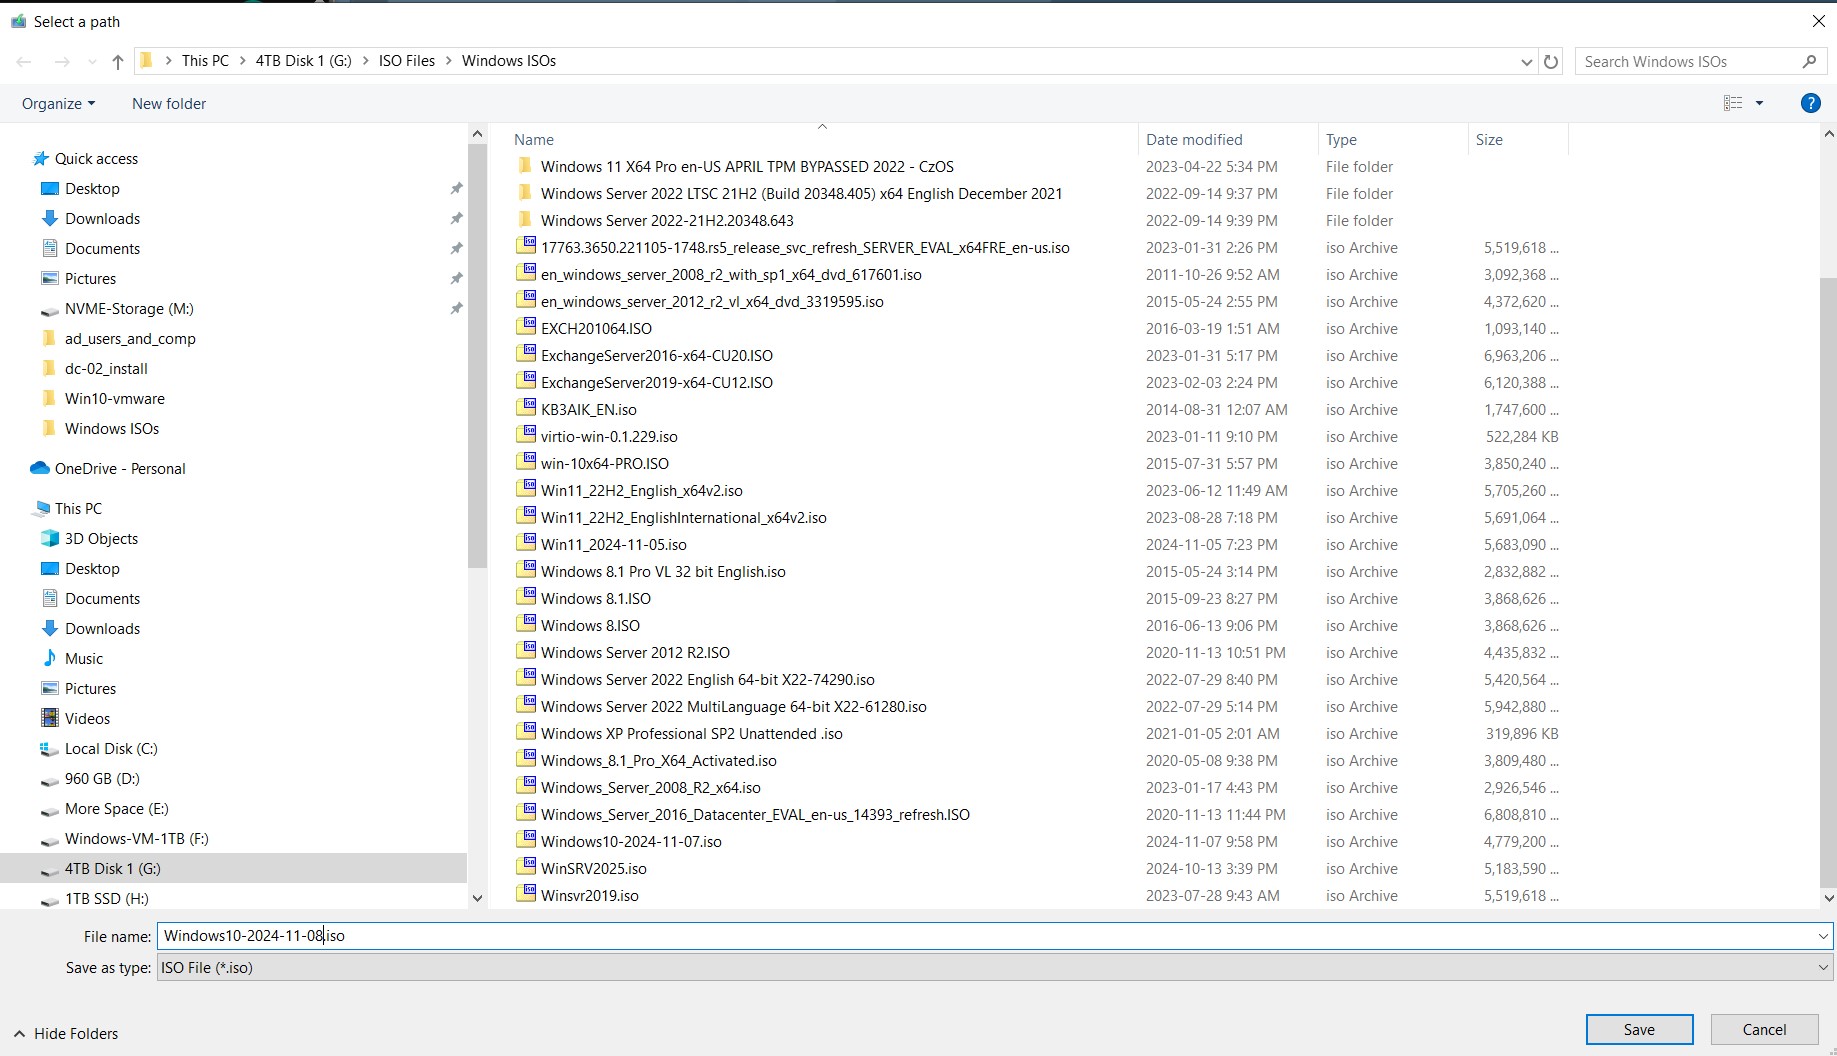 Select a path
This PC > 4TB Disk 1 (G:) > ISO Files > Windows ISOs
Search Windows ISOs
Organize
New folder
?
Quick access
Desktop
Downloads
Documents
Pictures
NVME-Storage (M:)
ad_users_and_comp
dc-02_install
Win10-vmware
Windows ISOs
OneDrive - Personal
This PC
3D Objects
Desktop
Documents
Downloads
Music
Pictures
Videos
Local Disk (C:)
960 GB (D:)
More Space (E:)
Windows-VM-1TB (F:)
4TB Disk 1 (G:)
1TB SSD (H:)
Name Date modified Type Size
Windows 11 X64 Pro en-US APRIL TPM BYPASSED 2022 - CzOS 2023-04-22 5:34 PM File folder
Windows Server 2022 LTSC 21H2 (Build 20348.405) x64 English December 2021 2022-09-14 9:37 PM File folder
Windows Server 2022-21H2.20348.643 2022-09-14 9:39 PM File folder
17763.3650.221105-1748.rs5_release_svc_refresh_SERVER_EVAL_x64FRE_en-us.iso 2023-01-31 2:26 PM iso Archive 5,519,618 ...
en_windows_server_2008_r2_with_sp1_x64_dvd_617601.iso 2011-10-26 9:52 AM iso Archive 3,092,368 ...
en_windows_server_2012_r2_vl_x64_dvd_3319595.iso 2015-05-24 2:55 PM iso Archive 4,372,620 ...
EXCH201064.ISO 2016-03-19 1:51 AM iso Archive 1,093,140 ...
ExchangeServer2016-x64-CU20.ISO 2023-01-31 5:17 PM iso Archive 6,963,206 ...
ExchangeServer2019-x64-CU12.ISO 2023-02-03 2:24 PM iso Archive 6,120,388 ...
KB3AIK_EN.iso 2014-08-31 12:07 AM iso Archive 1,747,600 ...
virtio-win-0.1.229.iso 2023-01-11 9:10 PM iso Archive 522,284 KB
win-10x64-PRO.ISO 2015-07-31 5:57 PM iso Archive 3,850,240 ...
Win11_22H2_English_x64v2.iso 2023-06-12 11:49 AM iso Archive 5,705,260 ...
Win11_22H2_EnglishInternational_x64v2.iso 2023-08-28 7:18 PM iso Archive 5,691,064 ...
Win11_2024-11-05.iso 2024-11-05 7:23 PM iso Archive 5,683,090 ...
Windows 8.1 Pro VL 32 bit English.iso 2015-05-24 3:14 PM iso Archive 2,832,882 ...
Windows 8.1.ISO 2015-09-23 8:27 PM iso Archive 3,868,626 ...
Windows 8.ISO 2016-06-13 9:06 PM iso Archive 3,868,626 ...
Windows Server 2012 R2.ISO 2020-11-13 10:51 PM iso Archive 4,435,832 ...
Windows Server 2022 English 64-bit X22-74290.iso 2022-07-29 8:40 PM iso Archive 5,420,564 ...
Windows Server 2022 MultiLanguage 64-bit X22-61280.iso 2022-07-29 5:14 PM iso Archive 5,942,880 ...
Windows XP Professional SP2 Unattended .iso 2021-01-05 2:01 AM iso Archive 319,896 KB
Windows_8.1_Pro_X64_Activated.iso 2020-05-08 9:38 PM iso Archive 3,809,480 ...
Windows_Server_2008_R2_x64.iso 2023-01-17 4:43 PM iso Archive 2,926,546 ...
Windows_Server_2016_Datacenter_EVAL_en-us_14393_refresh.ISO 2020-11-13 11:44 PM iso Archive 6,808,810 ...
Windows10-2024-11-07.iso 2024-11-07 9:58 PM iso Archive 4,779,200 ...
WinSRV2025.iso 2024-10-13 3:39 PM iso Archive 5,183,590 ...
Winsvr2019.iso 2023-07-28 9:43 AM iso Archive 5,519,618 ...
File name: Windows10-2024-11-08.iso
Save as type: ISO File (*.iso)
Hide Folders
Save
Cancel